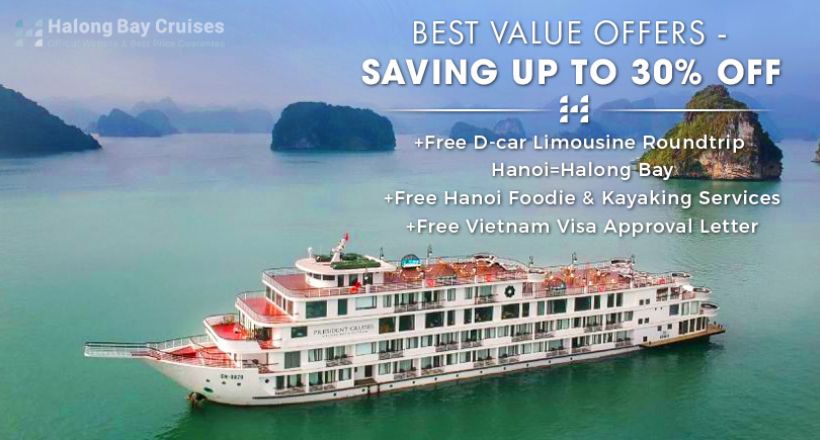 Halong Bay Cruises
Official Website & Best Price Guarantee
BEST VALUE OFFERS -
SAVING UP TO 30% OFF
+Free D-car Limousine Roundtrip
Hanoi=Halong Bay
+Free Hanoi Foodie & Kayaking Services
+Free Vietnam Visa Approval Letter
PRESIDENT CRUISES